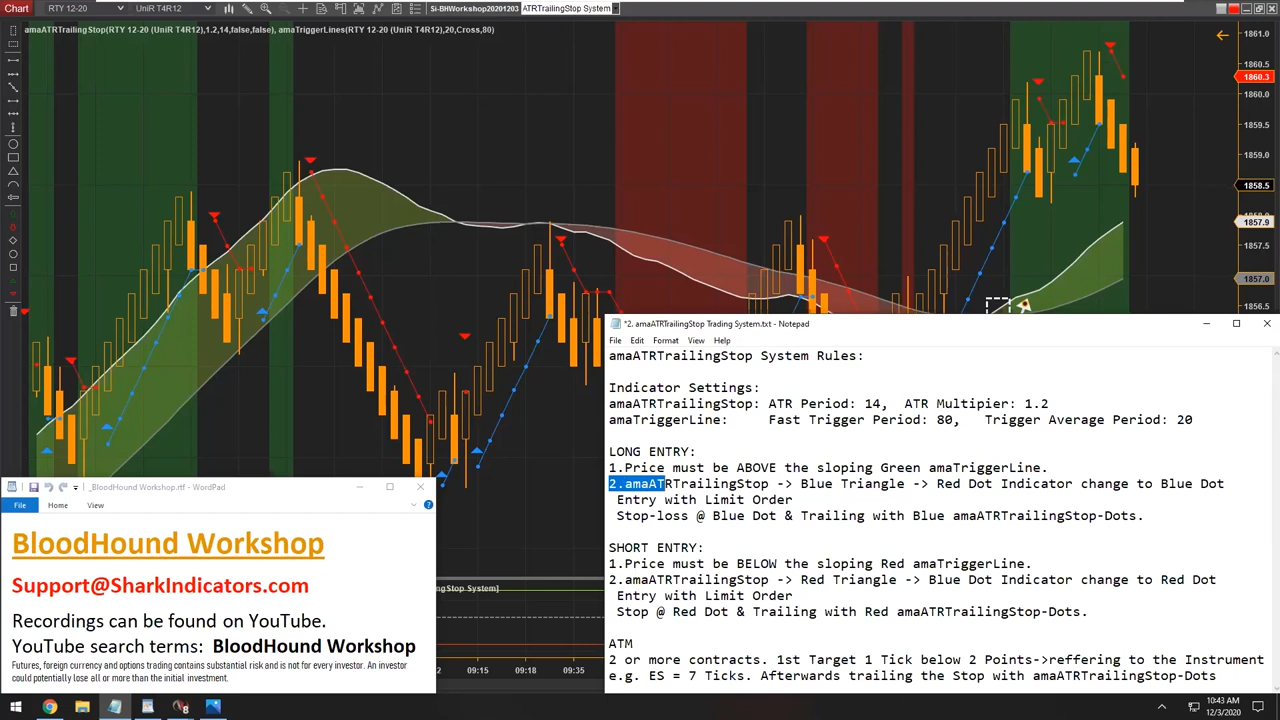 Chart
RTY 12-20
UniR T4R12
Si-BHWorkshop20201203
ATRTrailingStop System
amaATRTrailingStop(RTY 12-20 (UniR T4R12),1.2,14,false,false), amaTriggerLines(RTY 12-20 (UniR T4R12),20,Cross,80)
1861.0
1860.5
1860.3
1860.0
1859.5
1859.0
1858.5
1857.9
1857.5
1857.0
1856.5
*2. amaATRTrailingStop Trading System.txt - Notepad
File Edit Format View Help
amaATRTrailingStop System Rules:
Indicator Settings:
amaATRTrailingStop: ATR Period: 14, ATR Multiplier: 1.2
amaTriggerLine: Fast Trigger Period: 80, Trigger Average Period: 20
LONG ENTRY:
1.Price must be ABOVE the sloping Green amaTriggerLine.
2.amaATRTrailingStop -> Blue Triangle -> Red Dot Indicator change to Blue Dot
Entry with Limit Order
Stop-loss @ Blue Dot & Trailing with Blue amaATRTrailingStop-Dots.
SHORT ENTRY:
1.Price must be BELOW the sloping Red amaTriggerLine.
2.amaATRTrailingStop -> Red Triangle -> Blue Dot Indicator change to Red Dot
Entry with Limit Order
Stop @ Red Dot & Trailing with Red amaATRTrailingStop-Dots.
ATM
2 or more contracts. 1st Target 1 Tick below 2 Points->reffering to the Instrument
e.g. ES = 7 Ticks. Afterwards trailing the Stop with amaATRTrailingStop-Dots
_BloodHound Workshop.rtf - WordPad
File Home View
BloodHound Workshop
Support@SharkIndicators.com
Recordings can be found on YouTube.
YouTube search terms: BloodHound Workshop
Futures, foreign currency and options trading contains substantial risk and is not for every investor. An investor
could potentially lose all or more than the initial investment.
gStop System]
09:15 09:18 09:35
10:43 AM
12/3/2020